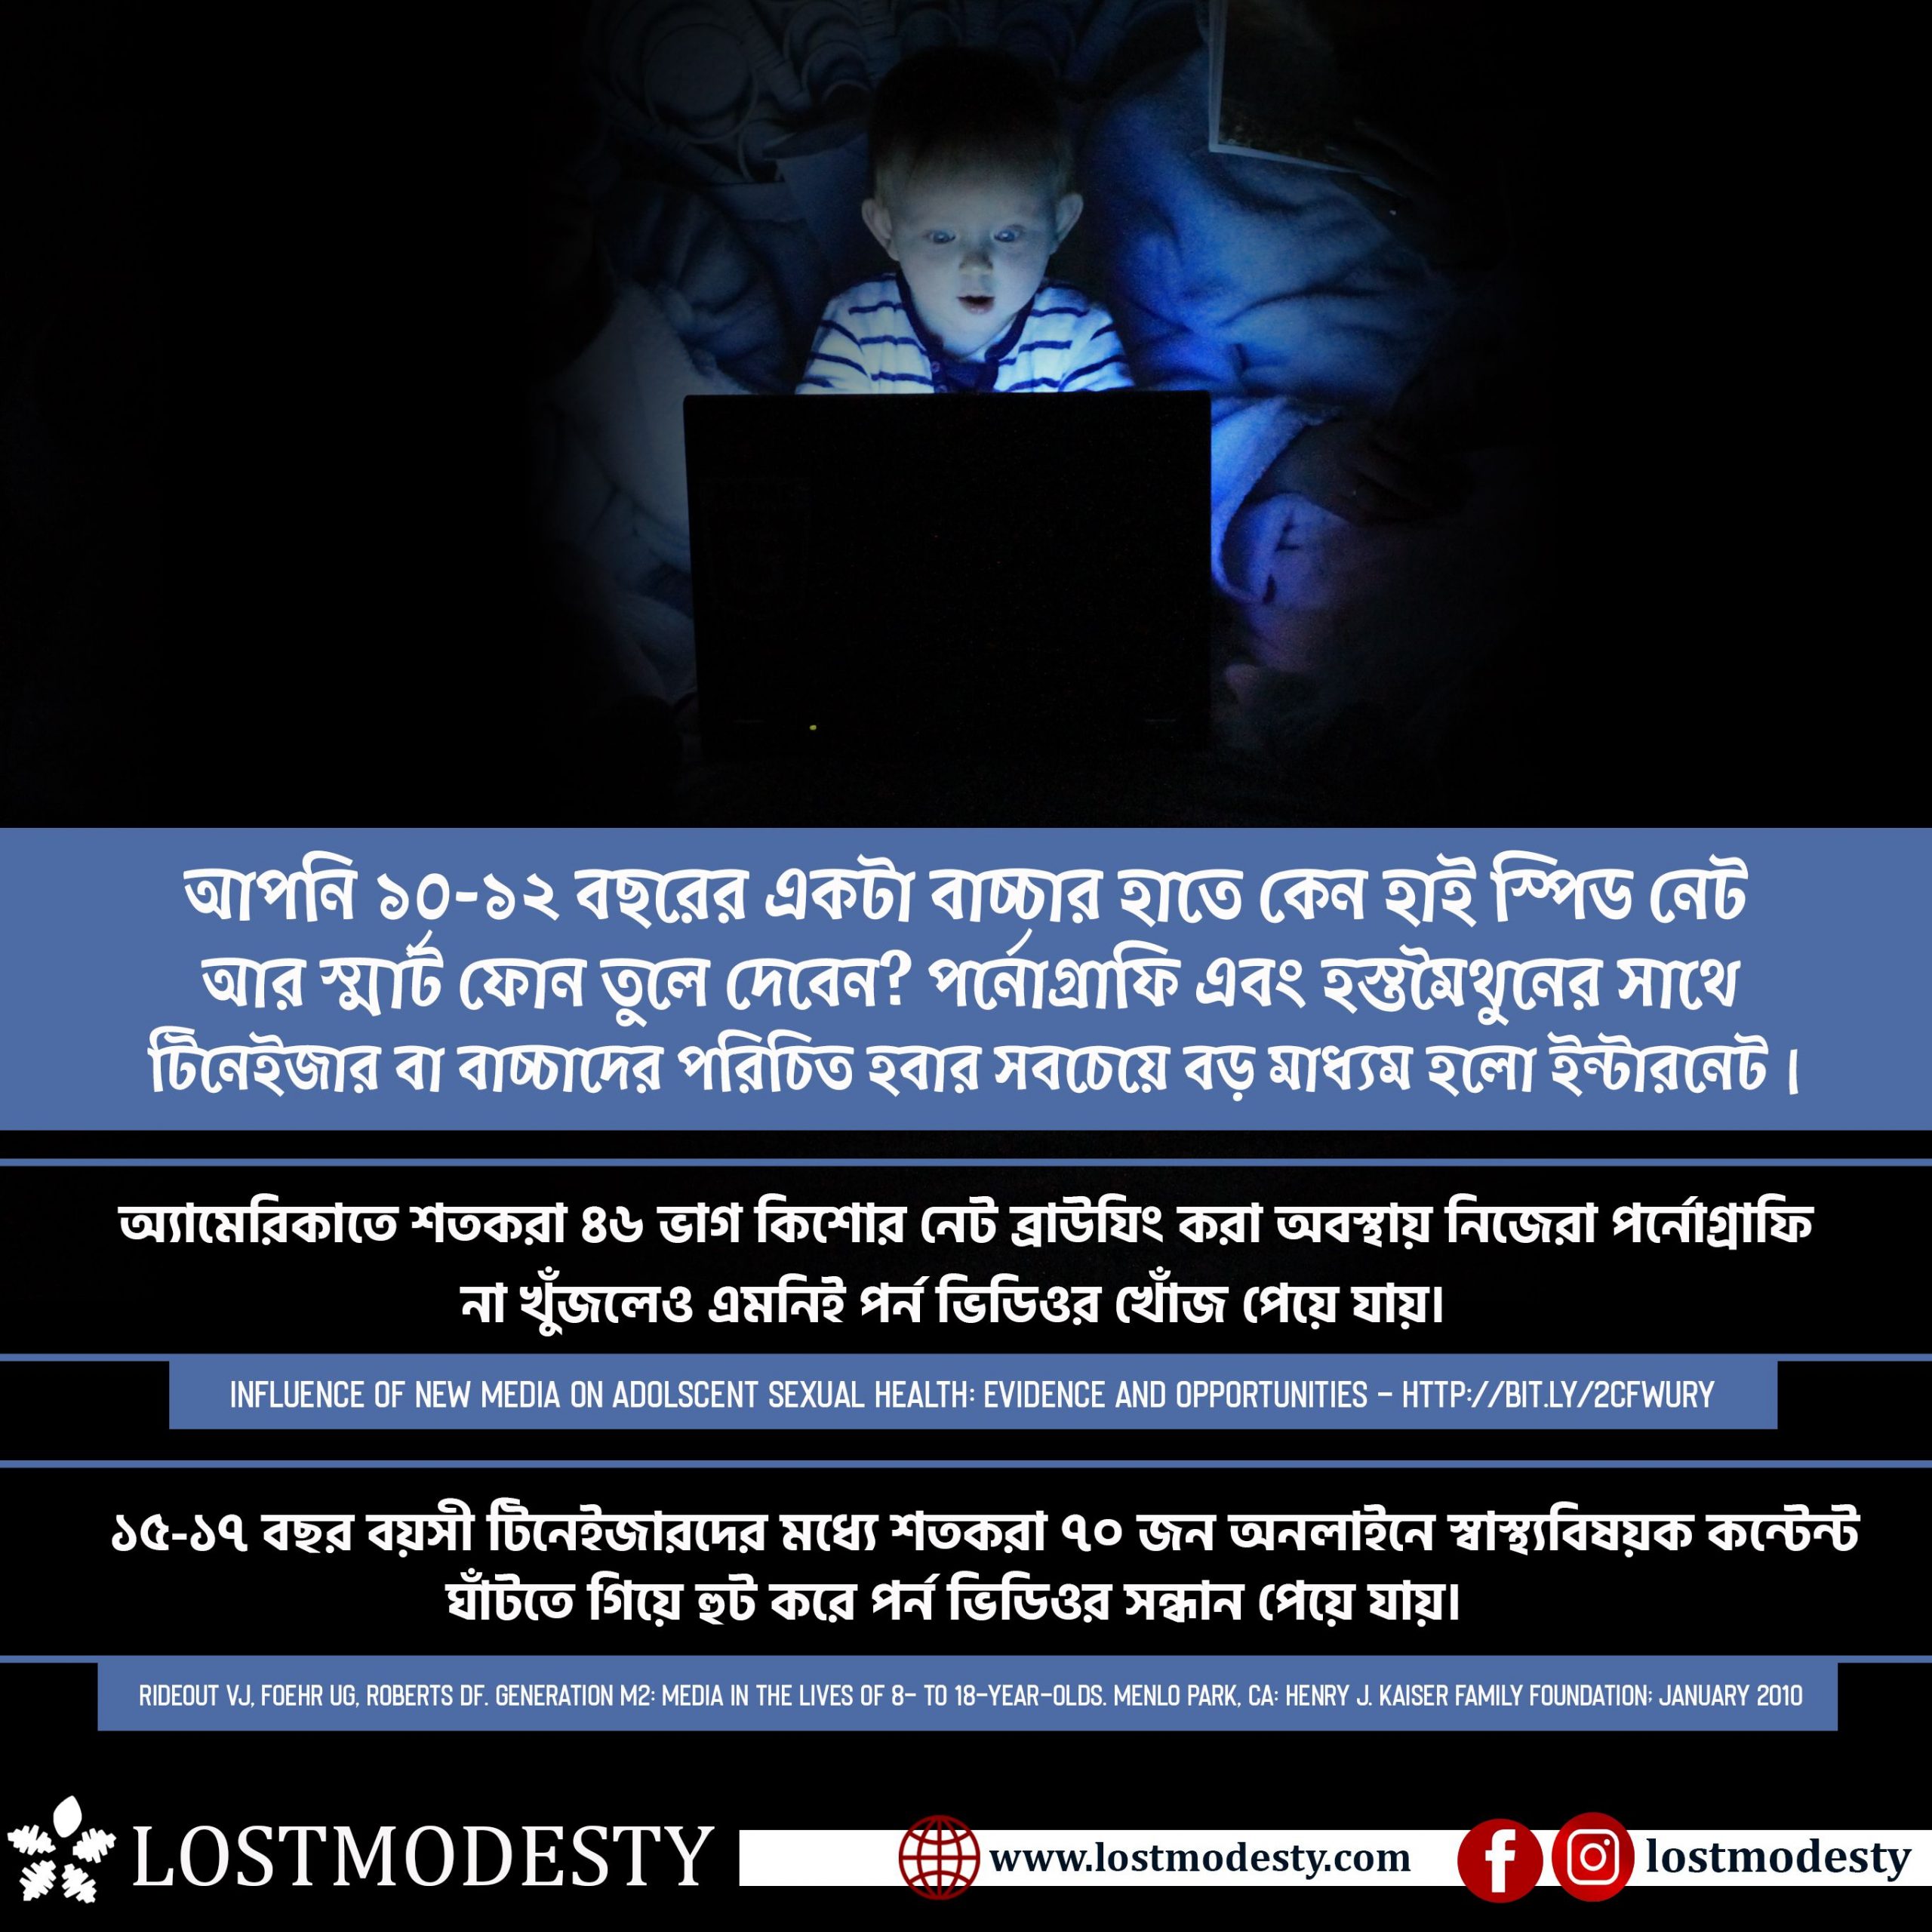 আপনি ১০-১২ বছরের একটা বাচ্চার হাতে কেন হাই স্পিড নেট
আর স্মার্ট ফোন তুলে দেবেন? পর্নোগ্রাফি এবং হস্তমৈথুনের সাথে
টিনেইজার বা বাচ্চাদের পরিচিত হবার সবচেয়ে বড় মাধ্যম হলো ইন্টারনেট।
অ্যামেরিকাতে শতকরা ৪৬ ভাগ কিশোর নেট ব্রাউযিং করা অবস্থায় নিজেরা পর্নোগ্রাফি
না খুঁজলেও এমনিই পর্ন ভিডিওর খোঁজ পেয়ে যায়।
INFLUENCE OF NEW MEDIA ON ADOLSCENT SEXUAL HEALTH: EVIDENCE AND OPPORTUNITIES - HTTP://BIT.LY/2CFWURY
১৫-১৭ বছর বয়সী টিনেইজারদের মধ্যে শতকরা ৭০ জন অনলাইনে স্বাস্থ্যবিষয়ক কন্টেন্ট
ঘাঁটতে গিয়ে হুট করে পর্ন ভিডিওর সন্ধান পেয়ে যায়।
RIDEOUT VJ, FOEHR UG, ROBERTS DF. GENERATION M2: MEDIA IN THE LIVES OF 8- TO 18-YEAR-OLDS. MENLO PARK, CA: HENRY J. KAISER FAMILY FOUNDATION; JANUARY 2010
LOSTMODESTY www.lostmodesty.com lostmodesty